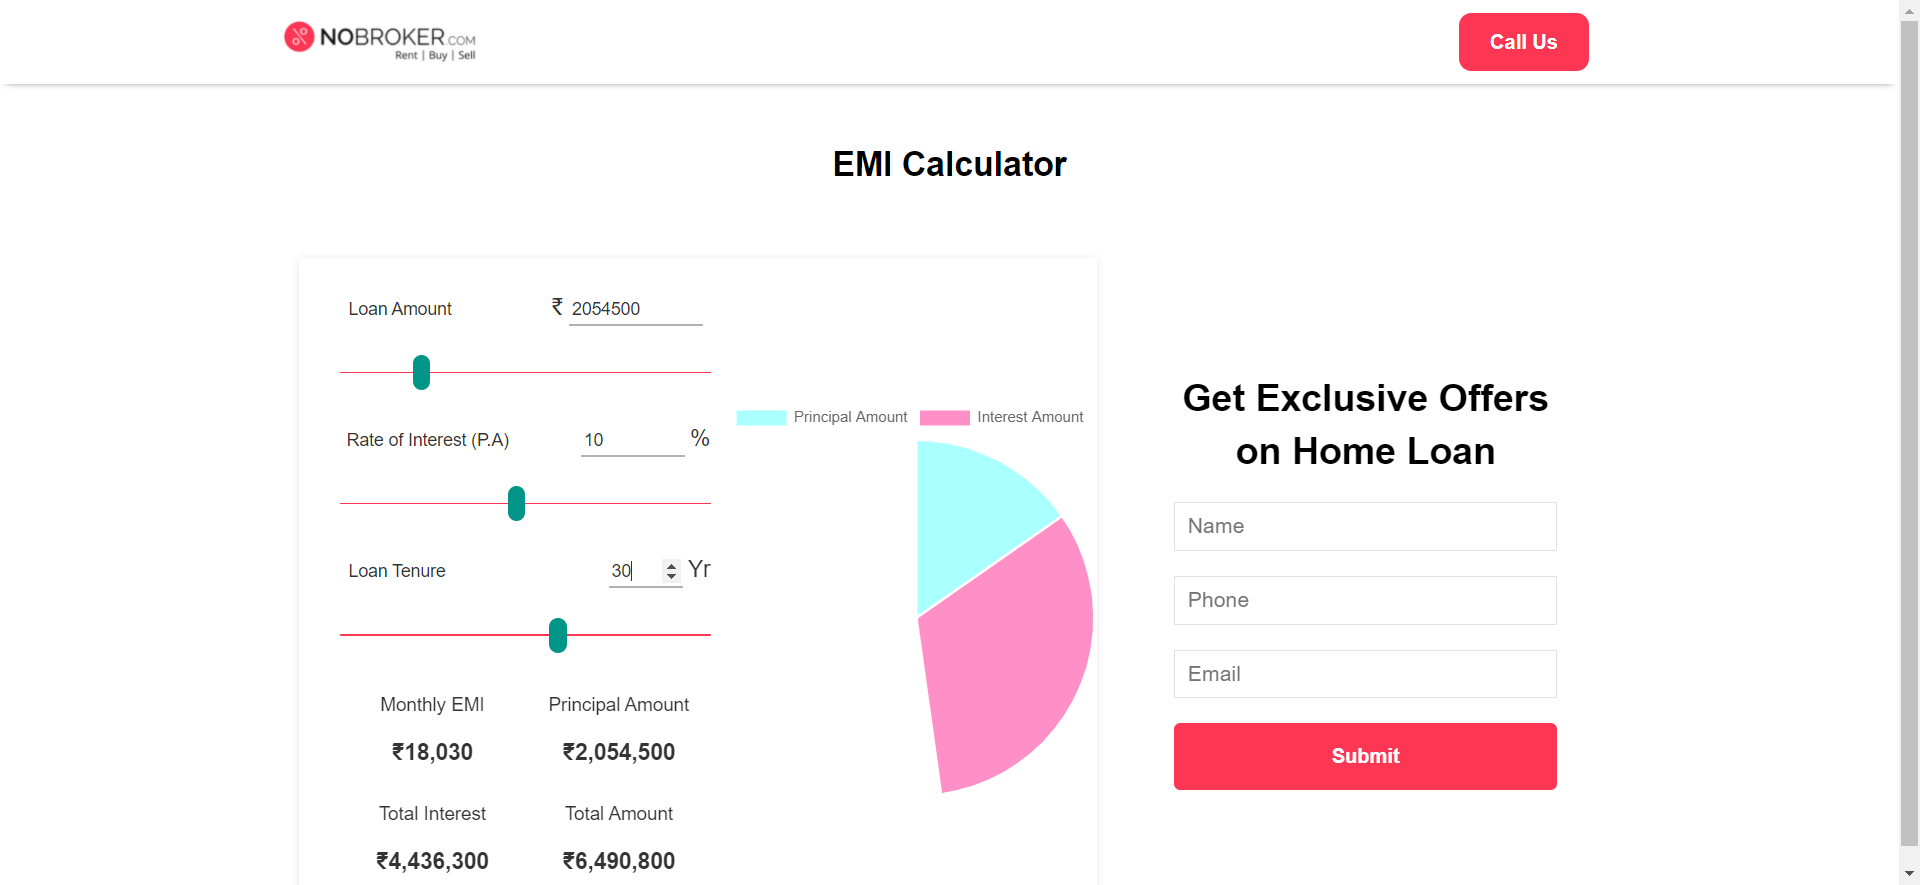 NOBROKER.COM
Rent | Buy | Sell
Call Us
EMI Calculator
Loan Amount ₹ 2054500
Rate of Interest (P.A) 10 %
Loan Tenure 30 Yr
Monthly EMI Principal Amount
₹18,030 ₹2,054,500
Total Interest Total Amount
₹4,436,300 ₹6,490,800
Principal Amount Interest Amount
Get Exclusive Offers
on Home Loan
Name
Phone
Email
Submit